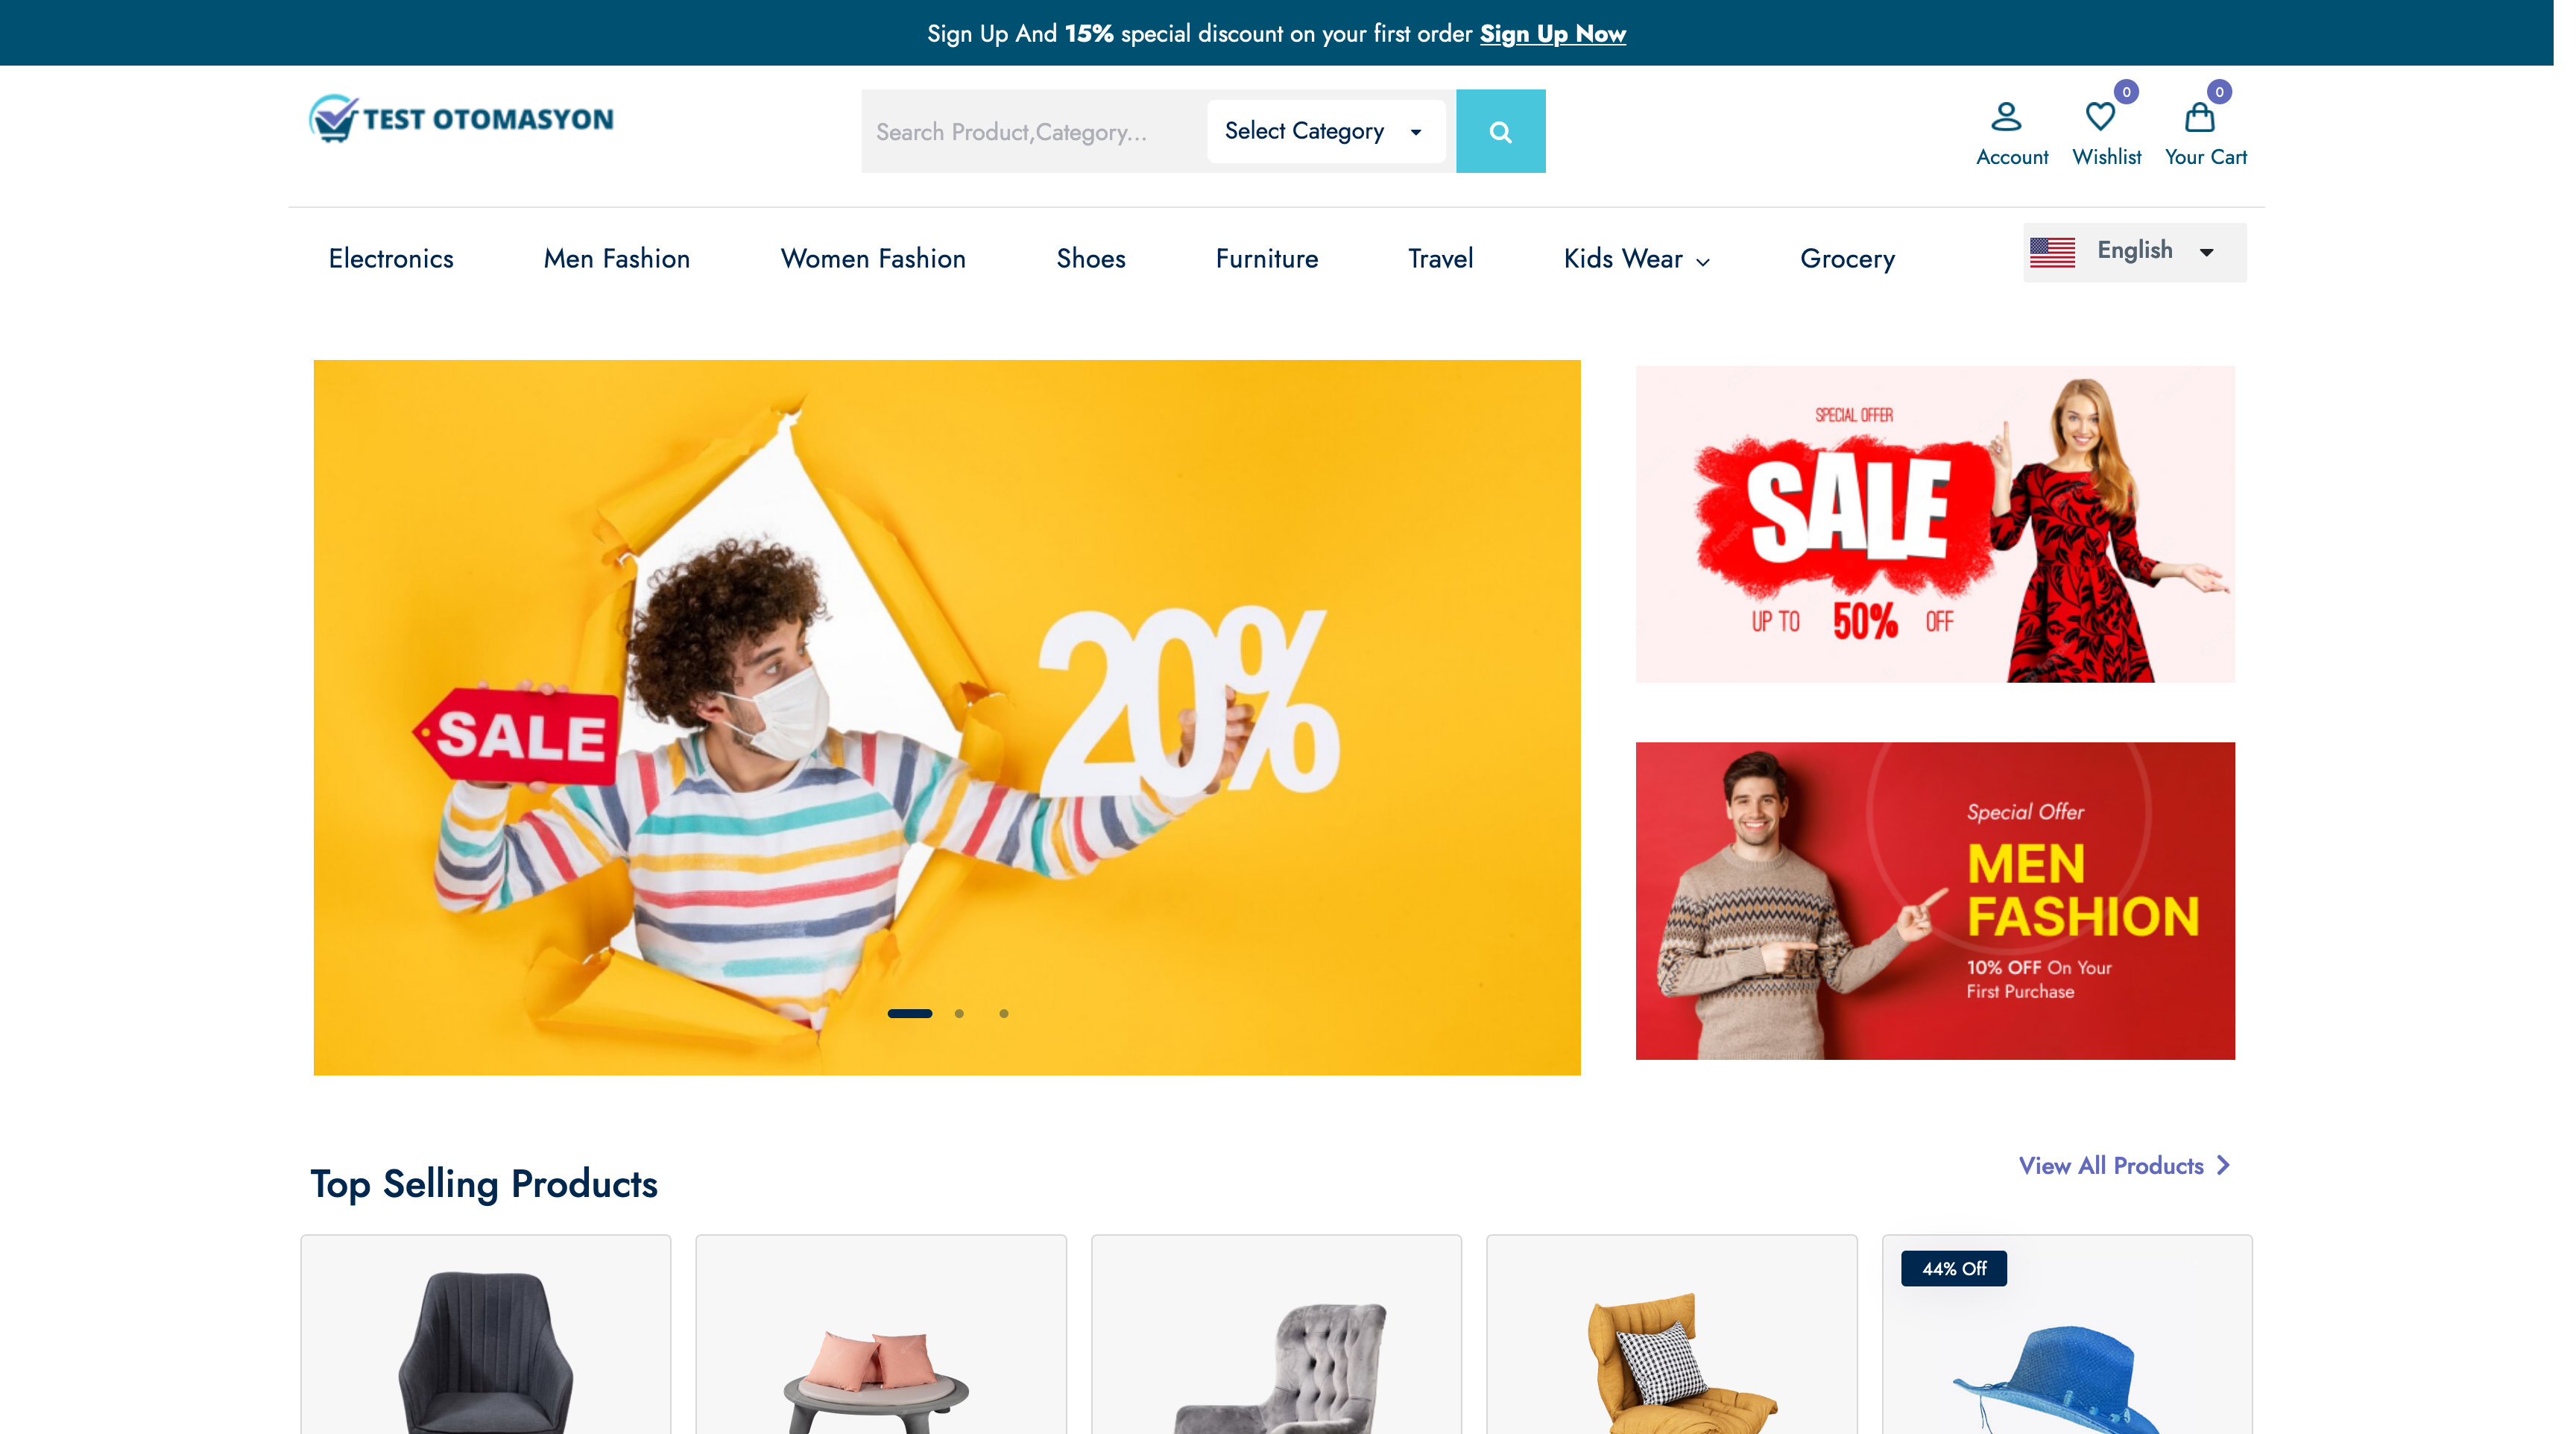 Sign Up And 15% special discount on your first order Sign Up Now
TEST OTOMASYON
Search Product,Category...
Select Category
0
0
Account
Wishlist
Your Cart
Electronics
Men Fashion
Women Fashion
Shoes
Furniture
Travel
Kids Wear
Grocery
English
SALE
20%
SPECIAL OFFER
SALE
UP TO 50% OFF
Special Offer
MEN
FASHION
10% OFF On Your
First Purchase
Top Selling Products
View All Products
44% Off